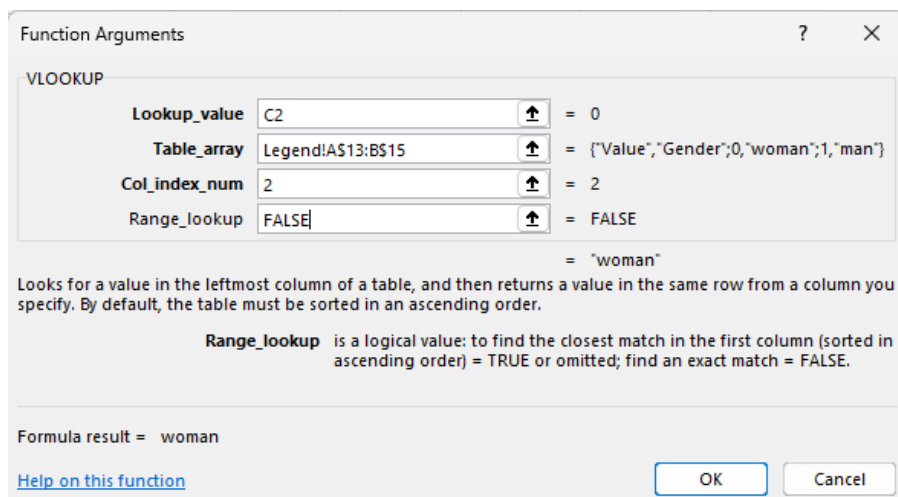 Function Arguments ? ×
VLOOKUP
Lookup_value C2 = 0
Table_array Legend!A$13:B$15 = {"Value","Gender";0,"woman";1,"man"}
Col_index_num 2 = 2
Range_lookup FALSE = FALSE
= "woman"
Looks for a value in the leftmost column of a table, and then returns a value in the same row from a column you
specify. By default, the table must be sorted in an ascending order.
Range_lookup is a logical value: to find the closest match in the first column (sorted in
ascending order) = TRUE or omitted; find an exact match = FALSE.
Formula result = woman
Help on this function OK Cancel